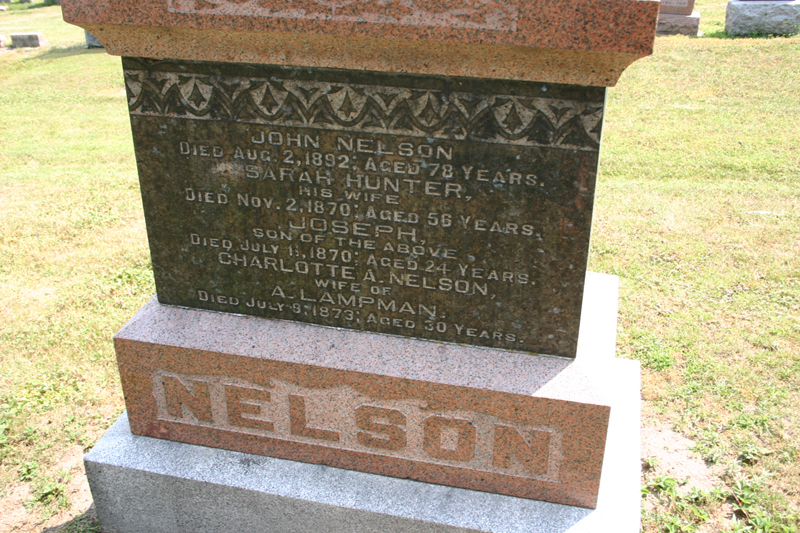 JOHN NELSON
DIED AUG. 2, 1892; AGED 78 YEARS.
SARAH HUNTER,
HIS WIFE
DIED NOV. 2, 1870; AGED 56 YEARS.
JOSEPH,
SON OF THE ABOVE
DIED JULY 1870; AGED 24 YEARS.
CHARLOTTE A. NELSON,
WIFE OF
A. LAMPMAN.
DIED JULY 9, 1873; AGED 30 YEARS.
NELSON